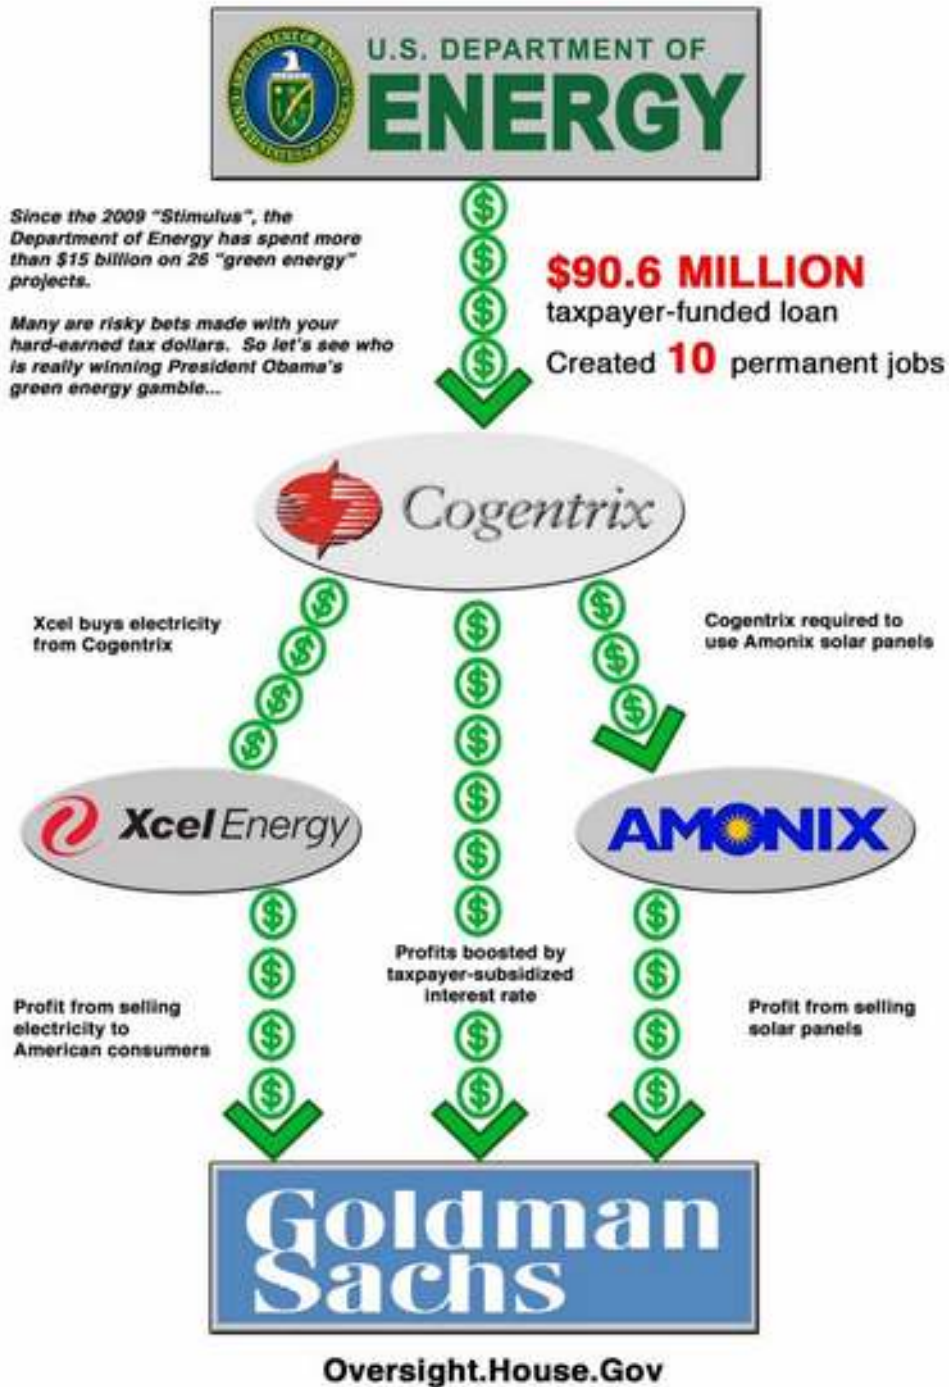 U.S. DEPARTMENT OF
ENERGY
Since the 2009 "Stimulus", the
Department of Energy has spent more
than $15 billion on 26 "green energy"
projects.
Many are risky bets made with your
hard-earned tax dollars. So let's see who
is really winning President Obama's
green energy gamble...
$90.6 MILLION
taxpayer-funded loan
Created 10 permanent jobs
Cogentrix
Xcel buys electricity
from Cogentrix
Cogentrix required to
use Amonix solar panels
Xcel Energy
AMONIX
Profits boosted by
taxpayer-subsidized
interest rate
Profit from selling
electricity to
American consumers
Profit from selling
solar panels
Goldman
Sachs
Oversight.House.Gov